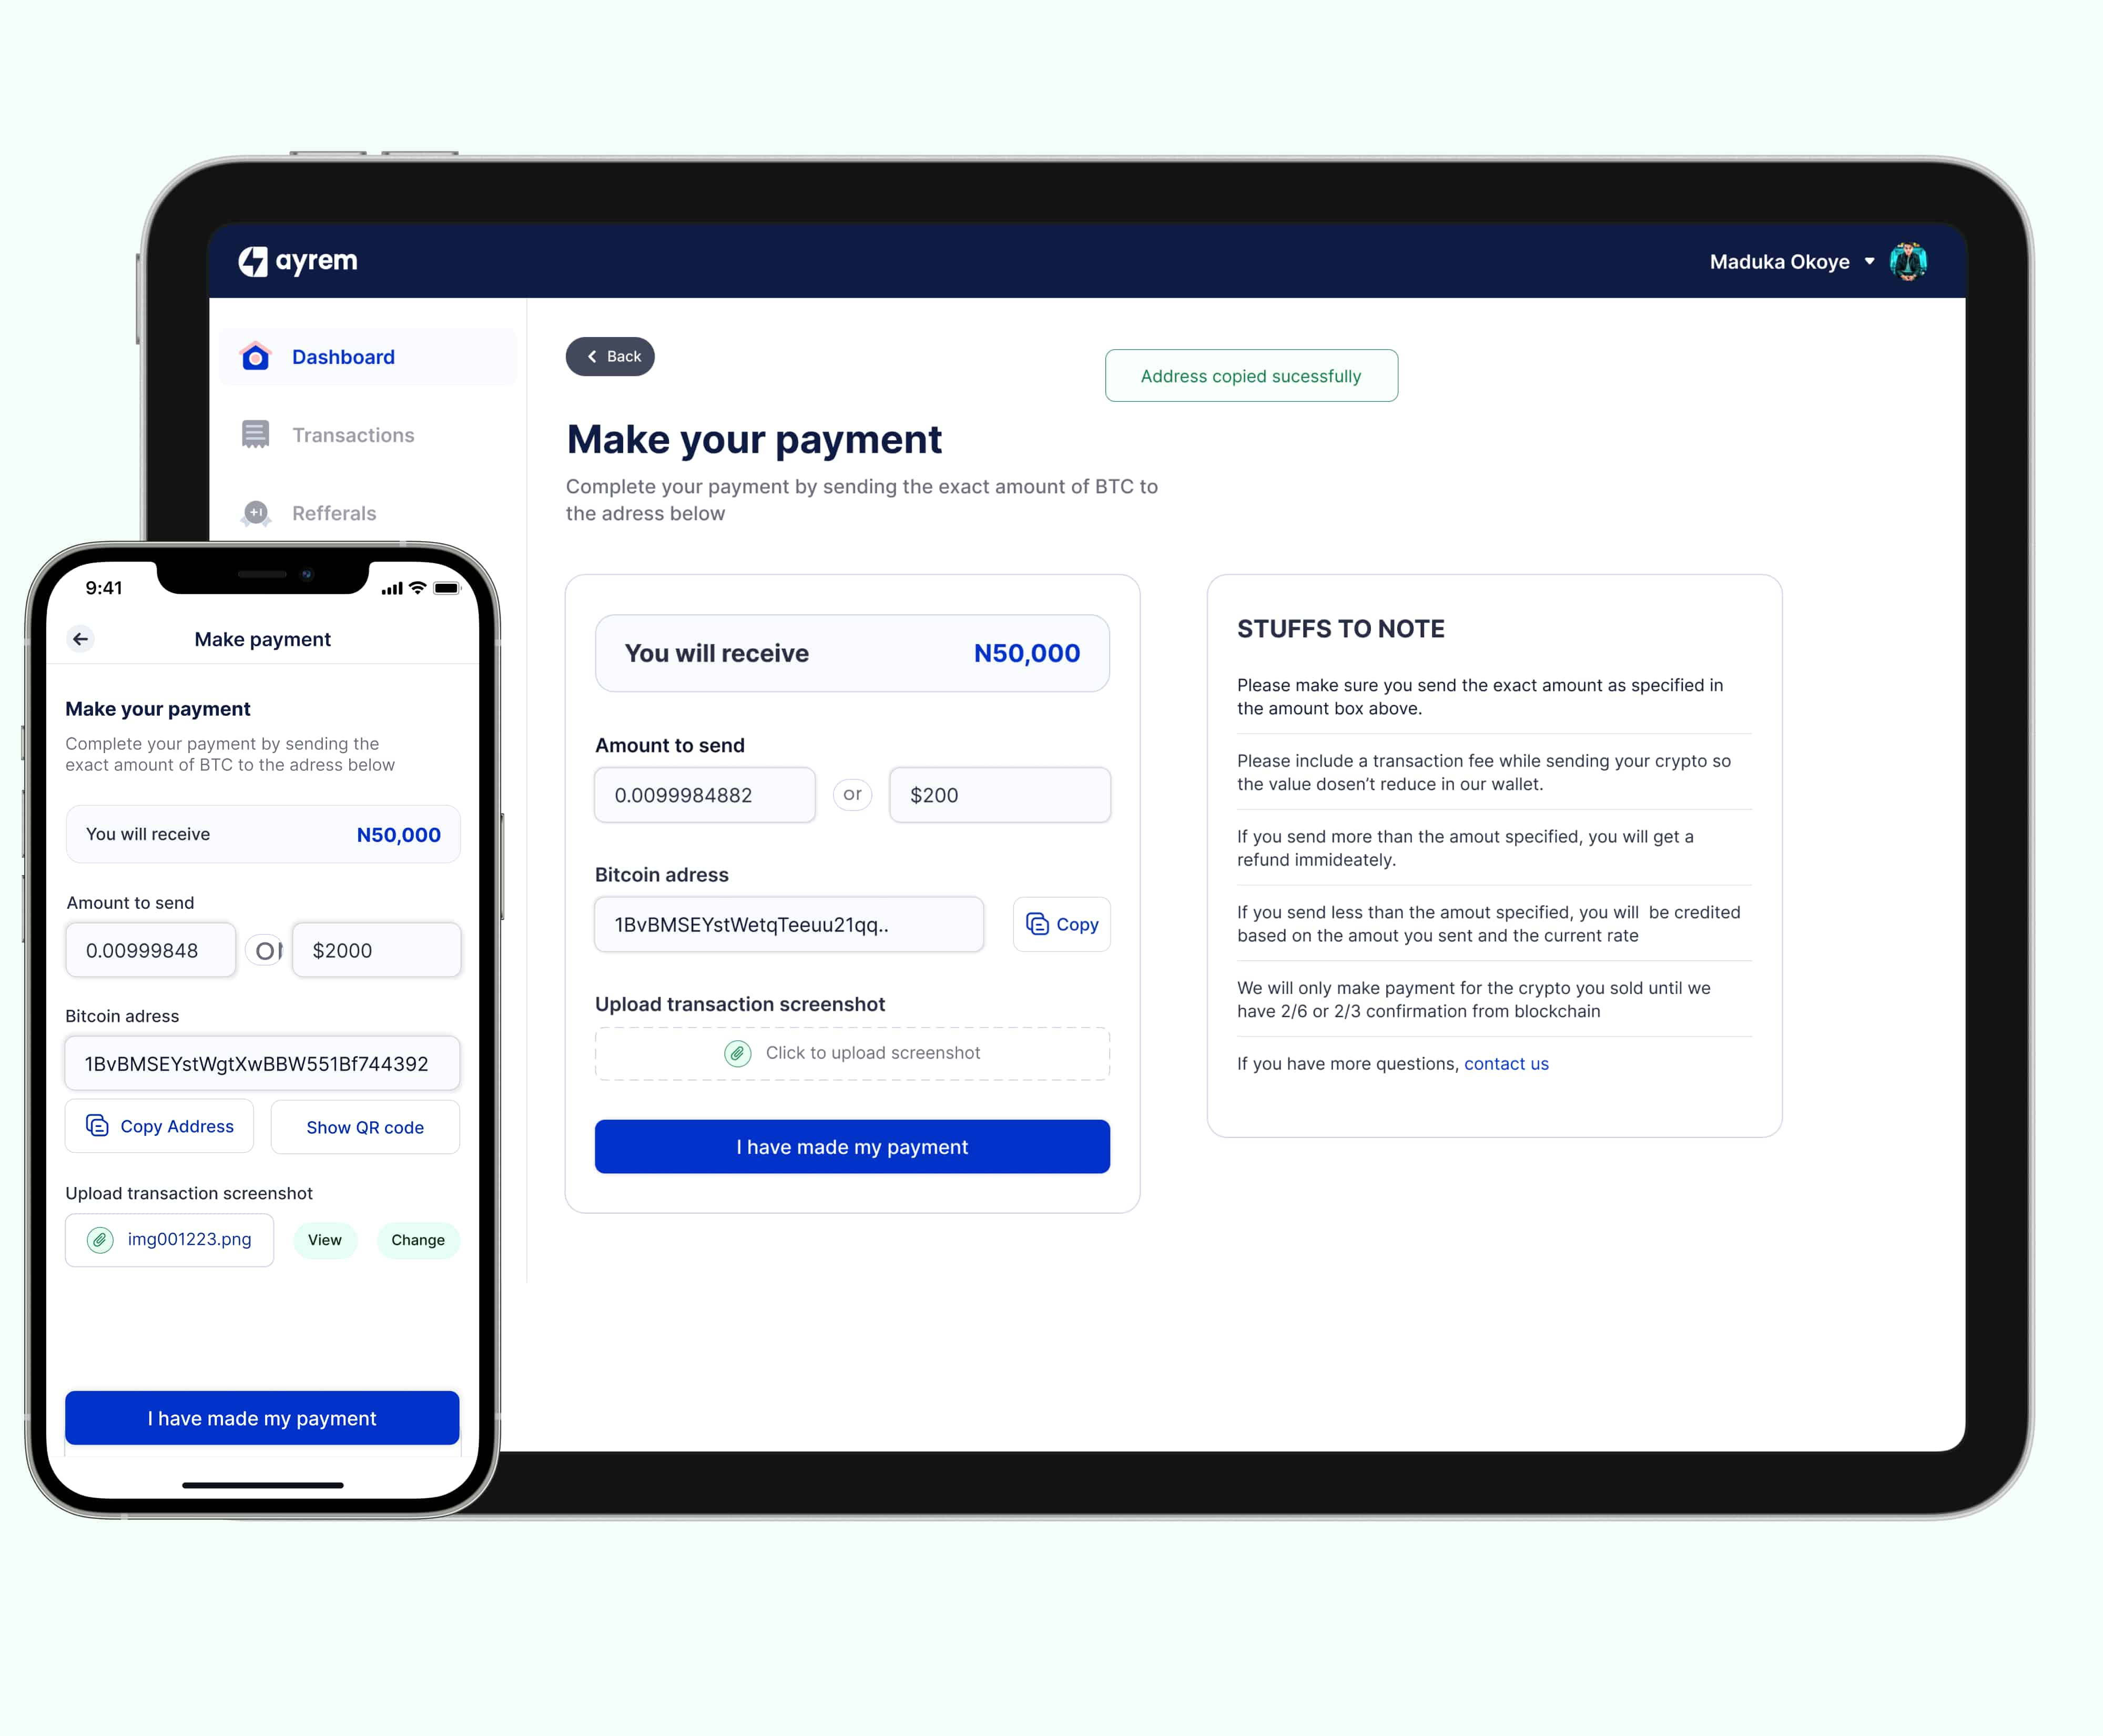 ayrem
Maduka Okoye
Dashboard
Transactions
Refferals
Back
Address copied sucessfully
Make your payment
Complete your payment by sending the exact amount of BTC to
the adress below
You will receive N50,000
Amount to send
0.0099984882 or $200
Bitcoin adress
1BvBMSEYstWetqTeeuu21qq.. Copy
Upload transaction screenshot
Click to upload screenshot
I have made my payment
STUFFS TO NOTE
Please make sure you send the exact amount as specified in
the amount box above.
Please include a transaction fee while sending your crypto so
the value dosen’t reduce in our wallet.
If you send more than the amout specified, you will get a
refund immideately.
If you send less than the amout specified, you will  be credited
based on the amout you sent and the current rate
We will only make payment for the crypto you sold until we
have 2/6 or 2/3 confirmation from blockchain
If you have more questions, contact us
9:41
Make payment
Make your payment
Complete your payment by sending the
exact amount of BTC to the adress below
You will receive N50,000
Amount to send
0.00999848 $2000
Bitcoin adress
1BvBMSEYstWgtXwBBW551Bf744392
Copy Address Show QR code
Upload transaction screenshot
img001223.png View Change
I have made my payment